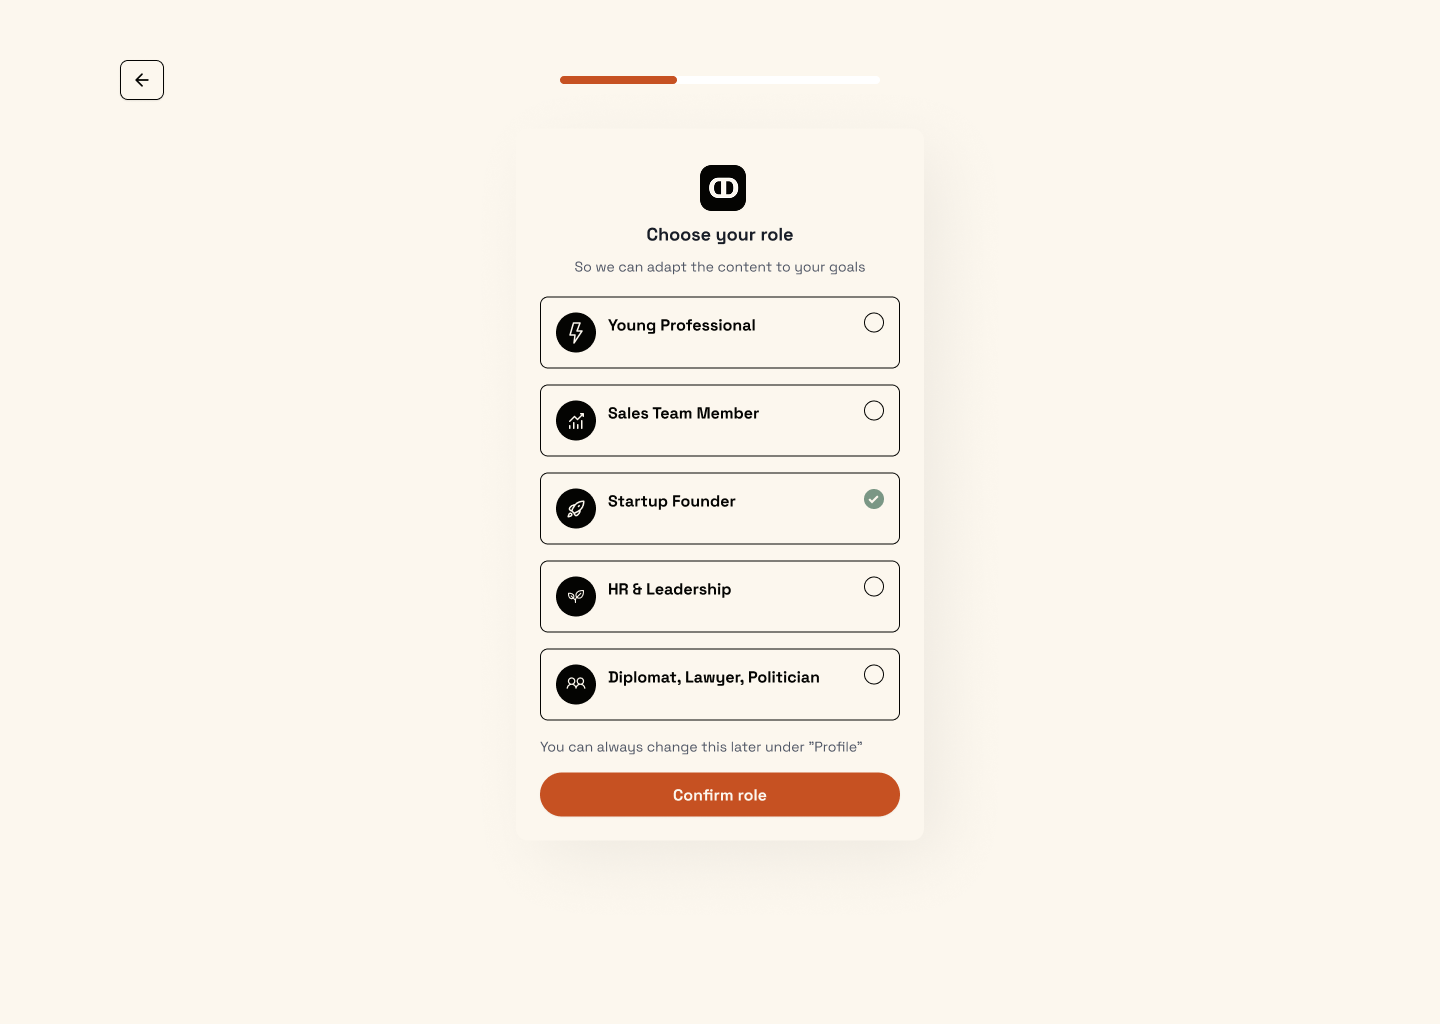 Choose your role
So we can adapt the content to your goals
Young Professional
Sales Team Member
Startup Founder
HR & Leadership
Diplomat, Lawyer, Politician
You can always change this later under ”Profile”
Confirm role